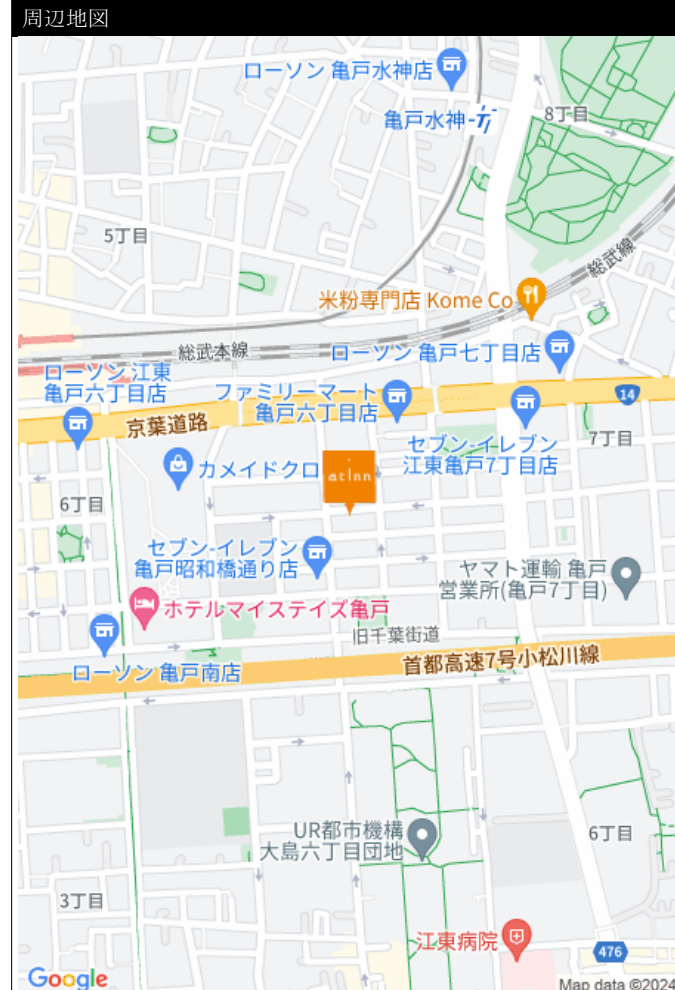 周辺地図
ローソン 亀戸水神店
亀戸水神
8丁目
5丁目
総武線
米粉専門店 Kome Co
総武本線
ローソン 亀戸七丁目店
ローソン 江東
亀戸六丁目店
ファミリーマート
亀戸六丁目店
14
京葉道路
セブン-イレブン
江東亀戸7丁目店
7丁目
カメイドクロ
at Inn
6丁目
セブン-イレブン
亀戸昭和橋通り店
ヤマト運輸 亀戸
営業所(亀戸7丁目)
ホテルマイステイズ亀戸
旧千葉街道
首都高速7号小松川線
ローソン 亀戸南店
UR都市機構
大島六丁目団地
6丁目
3丁目
江東病院
476
Google
Map data ©2024